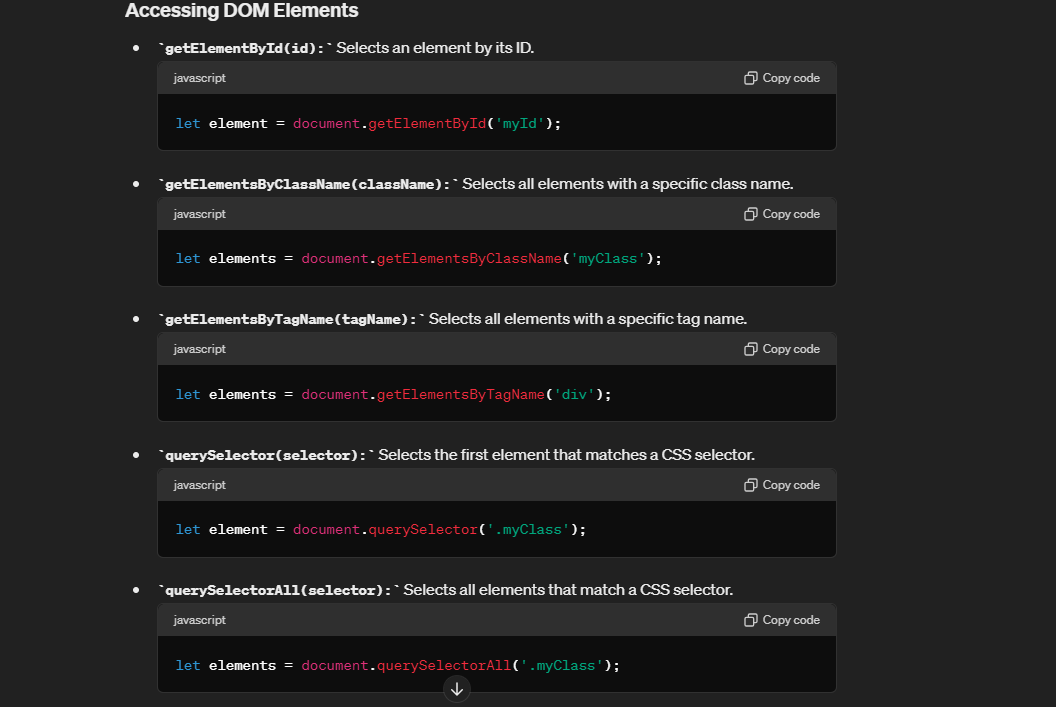 Accessing DOM Elements
• `getElementById(id):` Selects an element by its ID.
javascript Copy code
let element = document.getElementById('myId');
• `getElementsByClassName(className):` Selects all elements with a specific class name.
javascript Copy code
let elements = document.getElementsByClassName('myClass');
• `getElementsByTagName(tagName):` Selects all elements with a specific tag name.
javascript Copy code
let elements = document.getElementsByTagName('div');
• `querySelector(selector):` Selects the first element that matches a CSS selector.
javascript Copy code
let element = document.querySelector('.myClass');
• `querySelectorAll(selector):` Selects all elements that match a CSS selector.
javascript Copy code
let elements = document.querySelectorAll('.myClass');